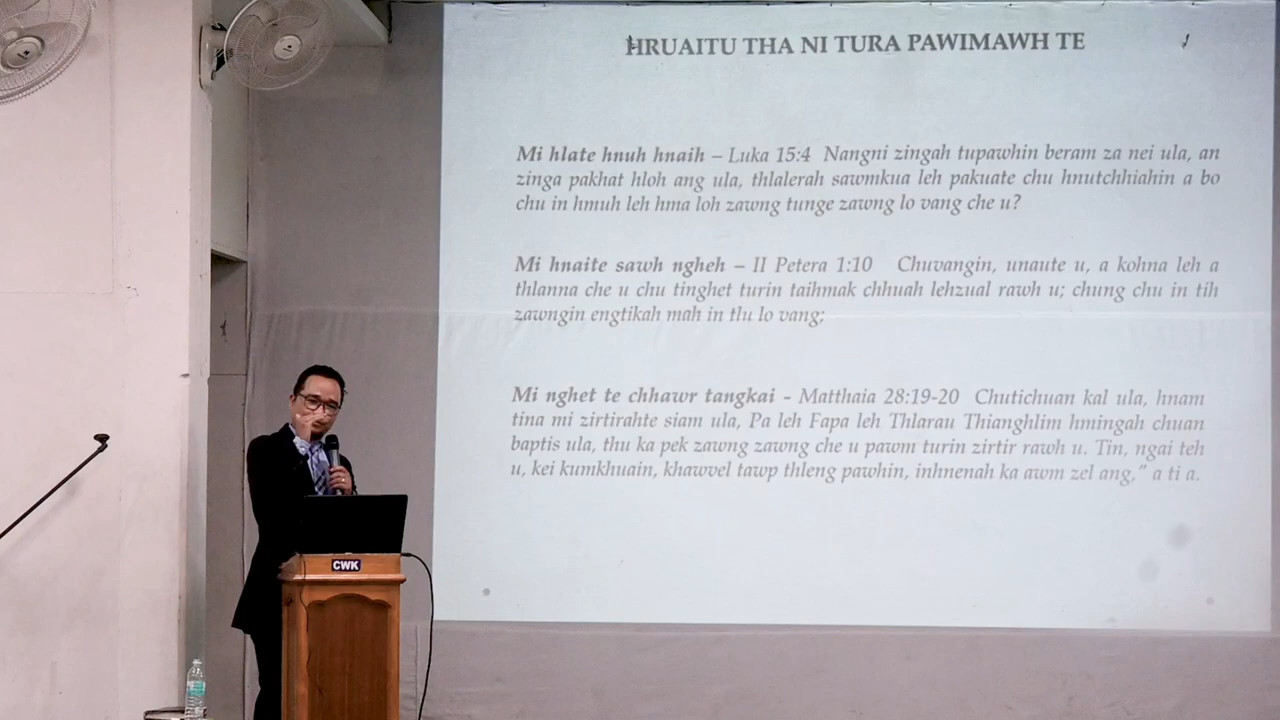 HRUAITU THA NI TURA PAWIMAWH TE
Mi hlate hnuh hnaih – Luka 15:4 Nangni zingah tupawhin beram za nei ula, an
zinga pakhat hloh ang ula, thlalerah sawmkua leh pakuate chu hnutchhiahin a bo
chu in hmuh leh hma loh zawng tunge zawng lo vang che u?
Mi hnaite sawh ngheh – II Petera 1:10 Chuvangin, unaute u, a kohna leh a
thlanna che u chu tinghet turin taihmak chhuah lehzual rawh u; chung chu in tih
zawngin engtikah mah in tlu lo vang;
Mi nghet te chhawr tangkai - Matthaia 28:19-20 Chutichuan kal ula, hnam
tina mi zirtirahte siam ula, Pa leh Fapa leh Thlarau Thianghlim hmingah chuan
baptis ula, thu ka pek zawng zawng che u pawm turin zirtir rawh u. Tin, ngai teh
u, kei kumkhuain, khawvel tawp thleng pawhin, inhnenah ka awm zel ang,” a ti a.
CWK